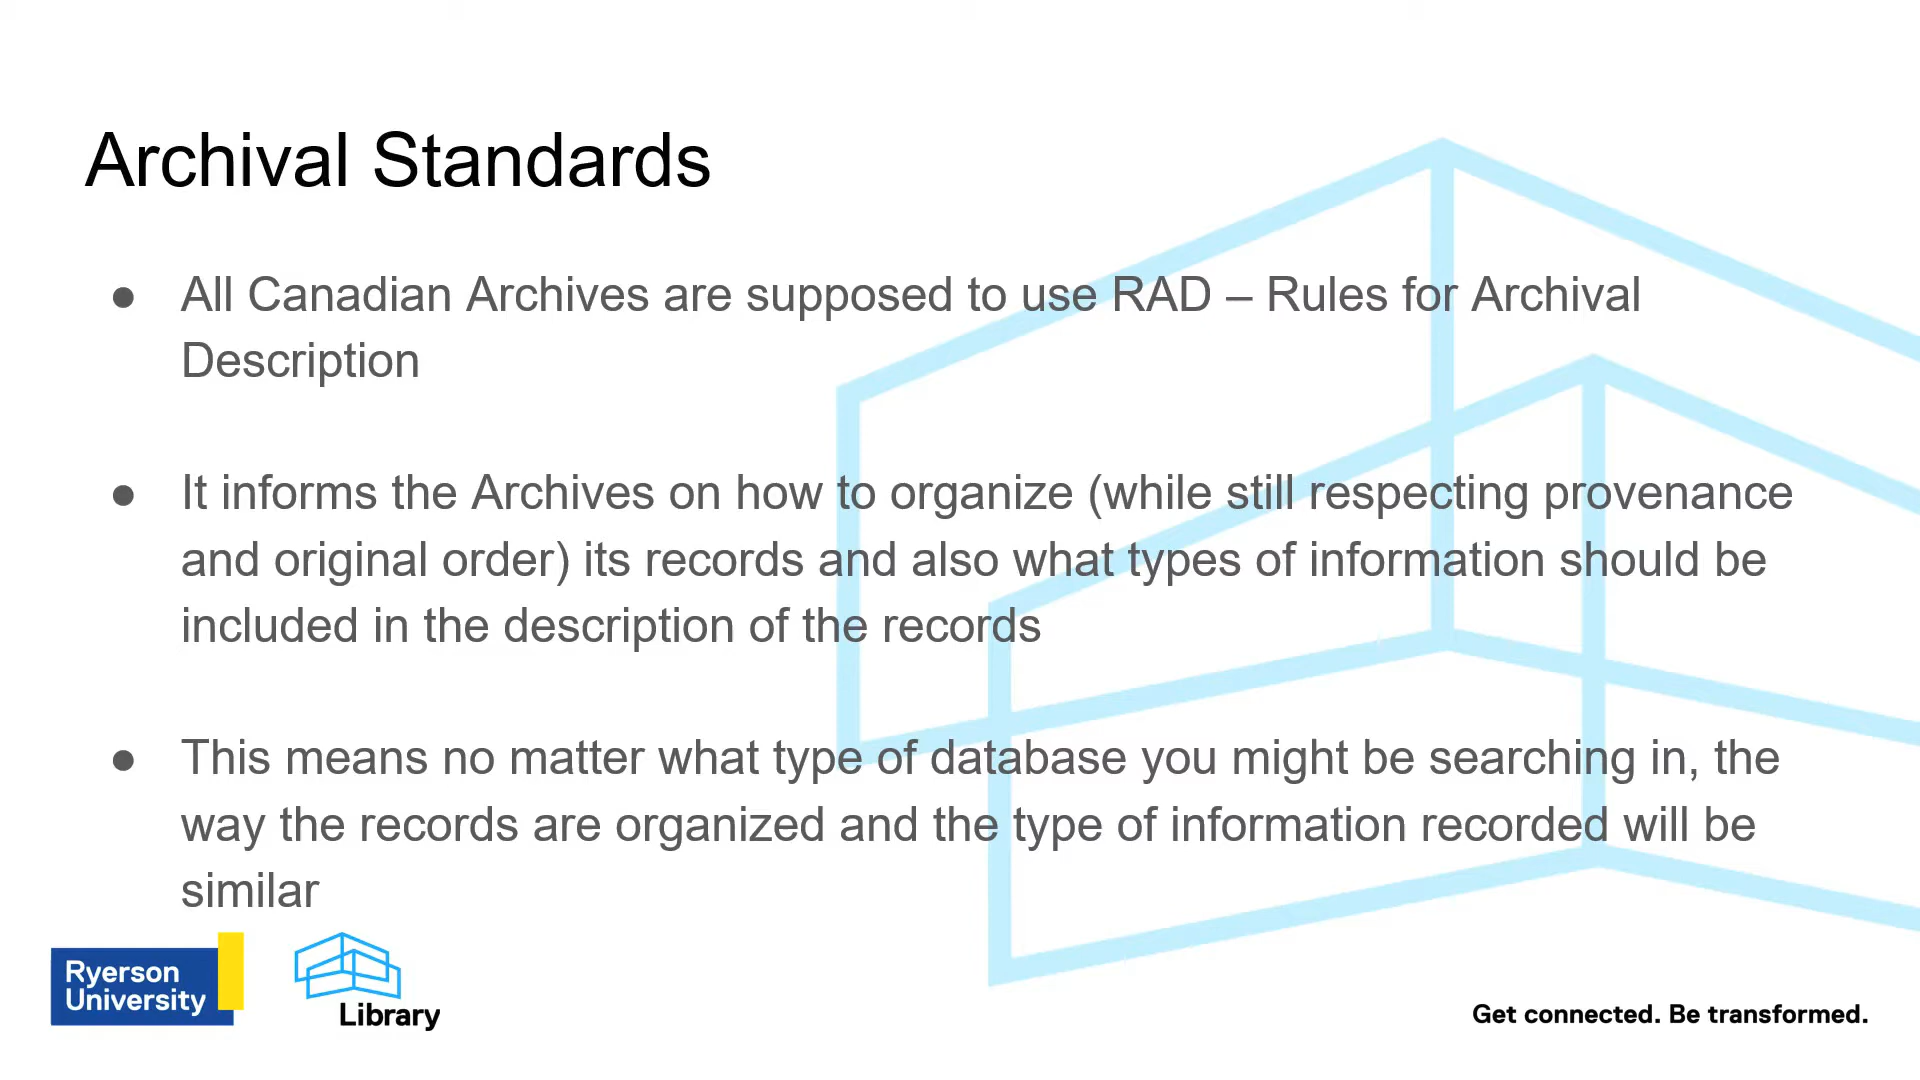 Archival Standards
● All Canadian Archives are supposed to use RAD – Rules for Archival
Description
● It informs the Archives on how to organize (while still respecting provenance
and original order) its records and also what types of information should be
included in the description of the records
● This means no matter what type of database you might be searching in, the
way the records are organized and the type of information recorded will be
similar
Ryerson
University
Library
Get connected. Be transformed.